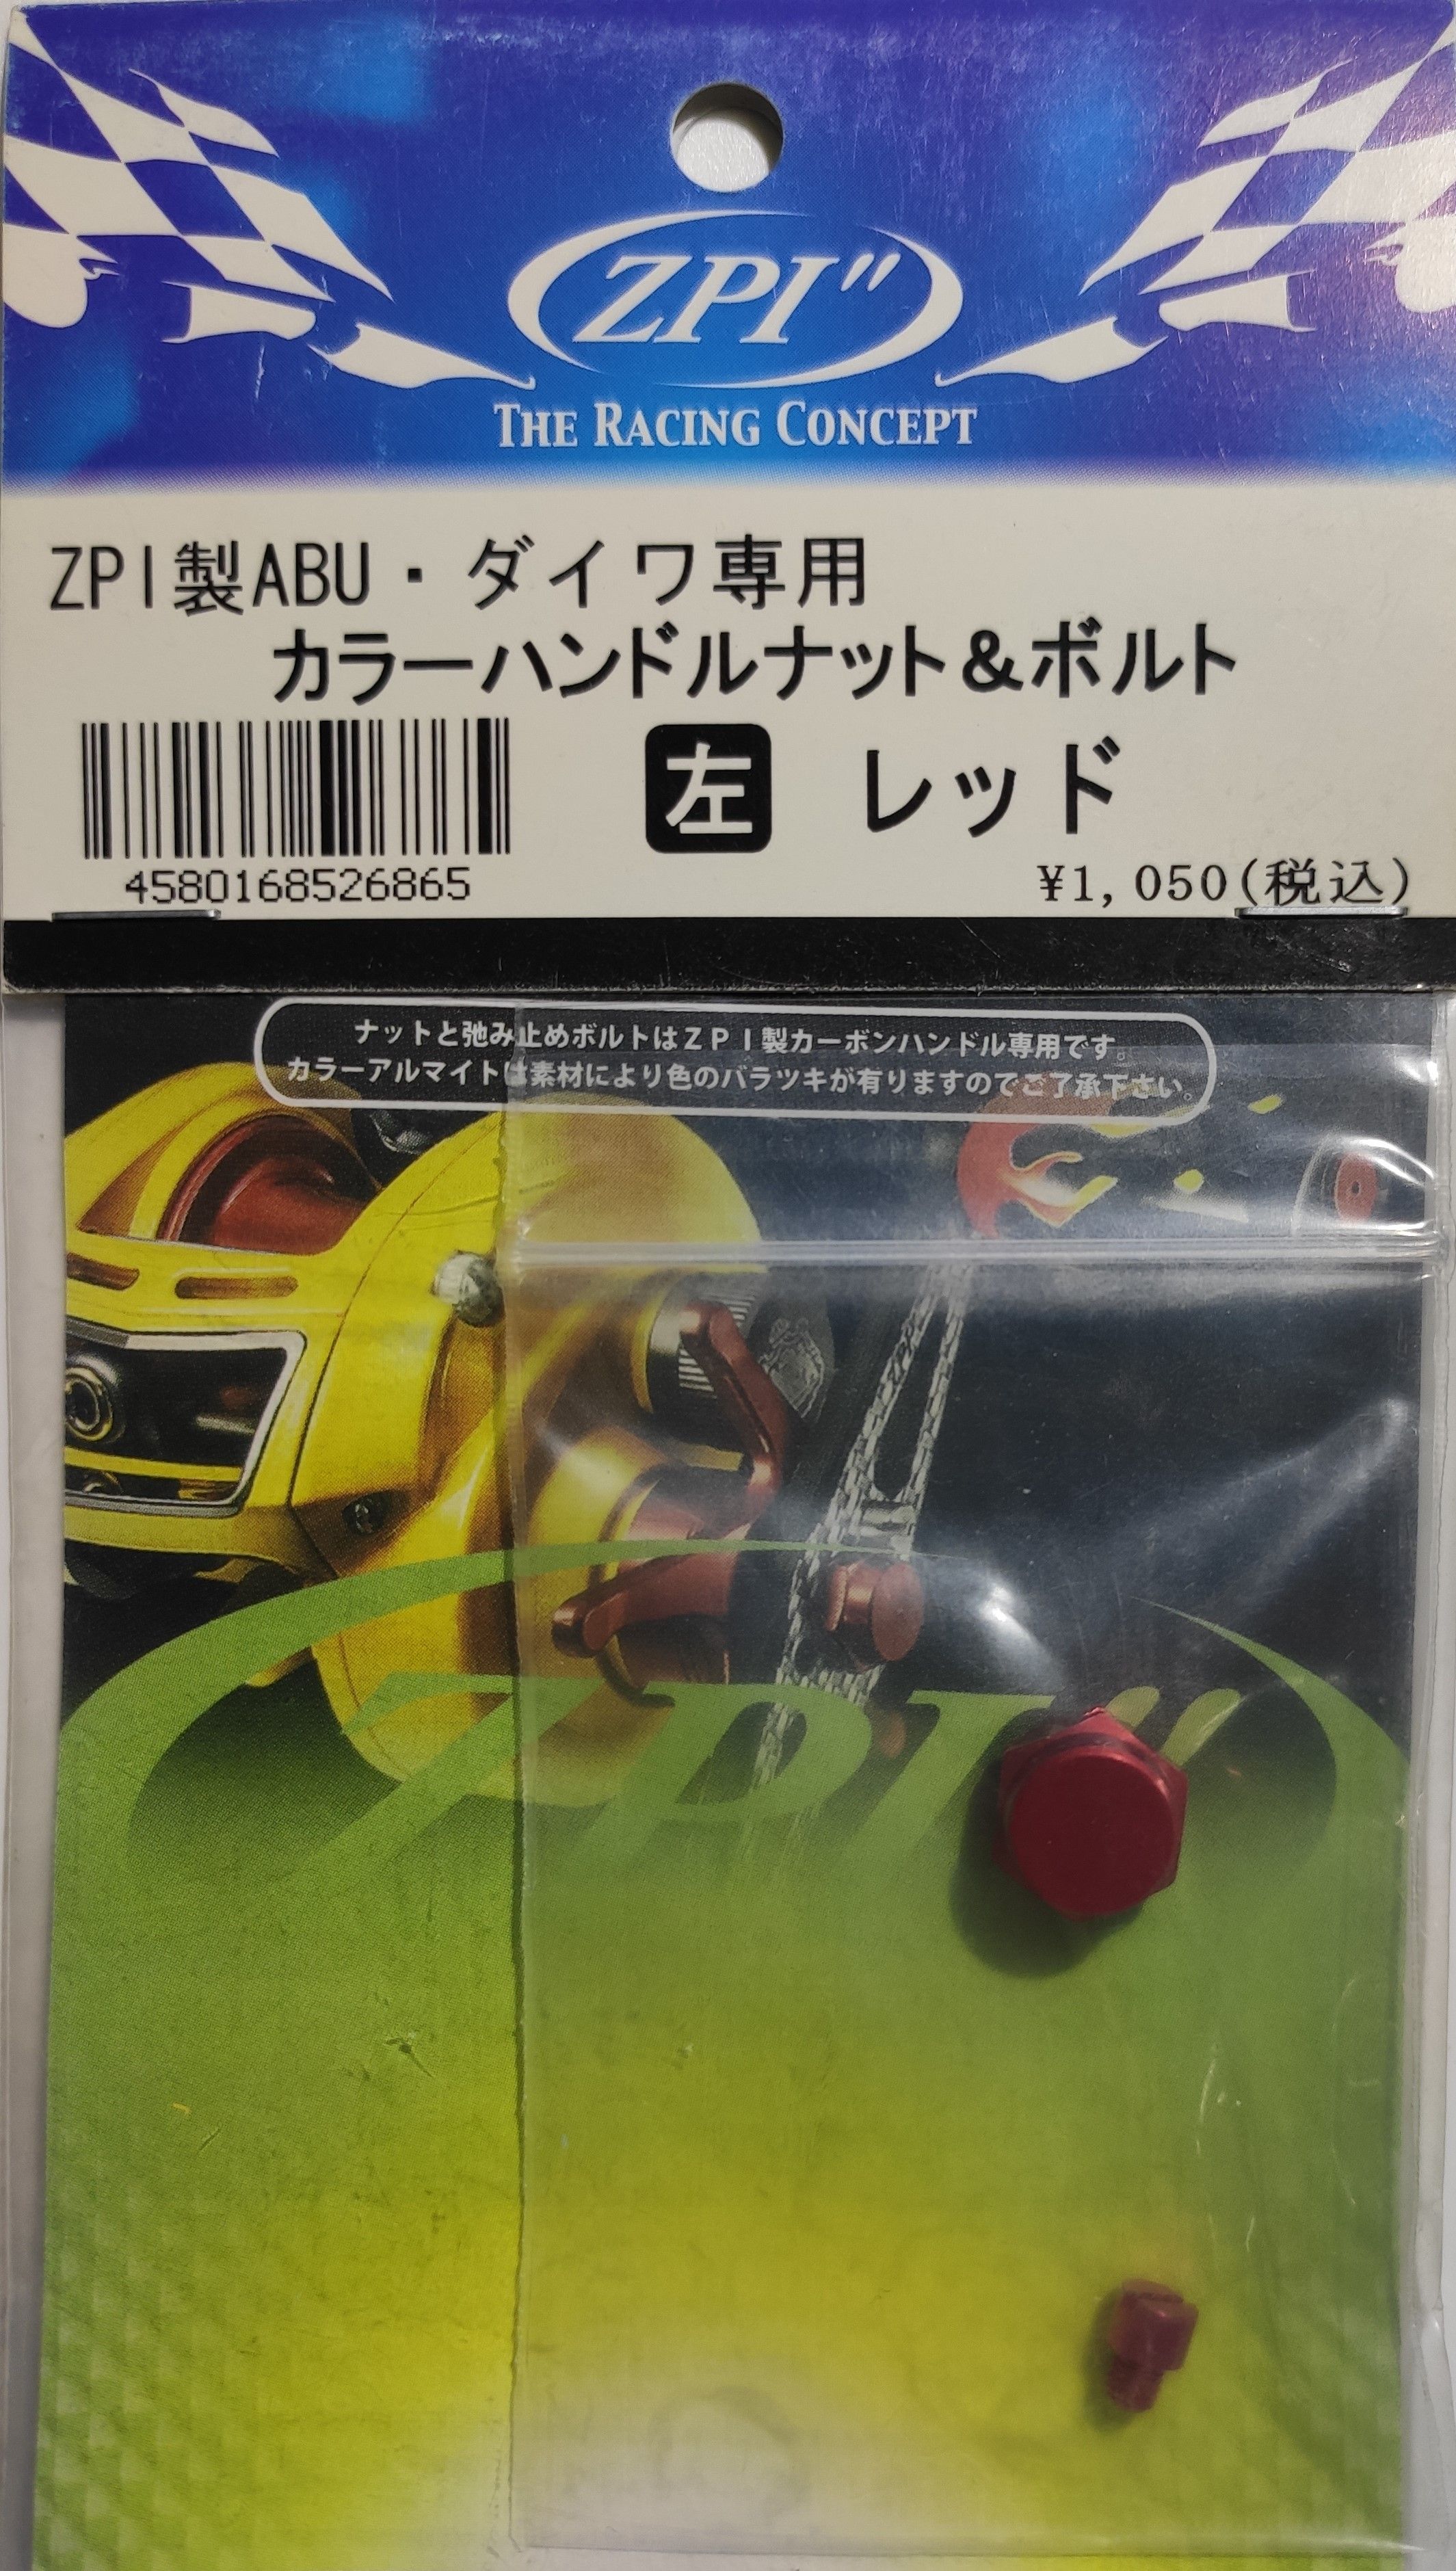 ZPI"
THE RACING CONCEPT
ZPI製ABU・ダイワ専用
カラーハンドルナット&ボルト
左 レッド
4580168526865
¥1,050(税込)
ナットと弛み止めボルトはZPI製カーボンハンドル専用です。
カラーアルマイトは素材により色のバラツキが有りますのでご了承下さい。
ZPI"